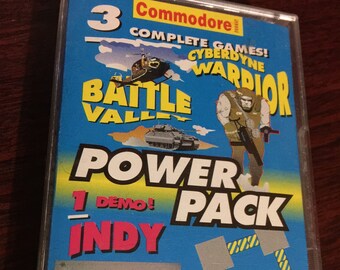 Commodore
3 COMPLETE GAMES!
CYBERDYNE
WARRIOR
BATTLE
VALLEY
POWER
PACK
1 DEMO!
INDY